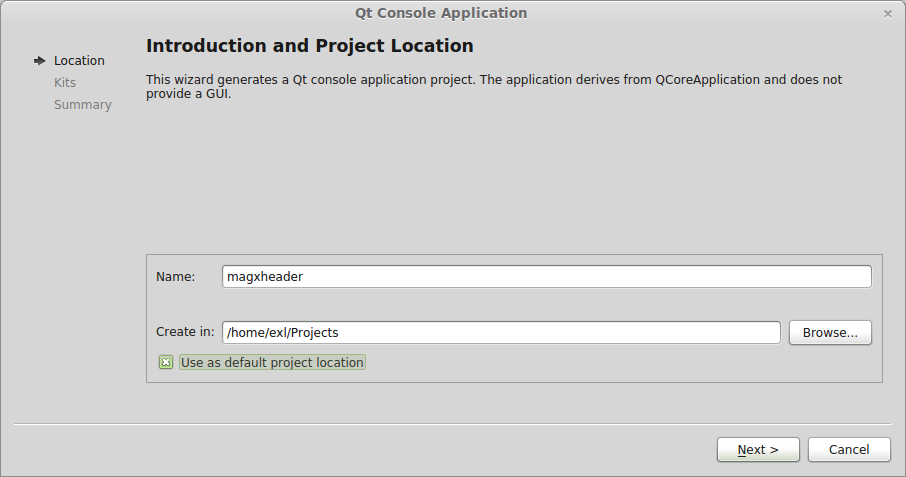 Qt Console Application
Location
Kits
Summary
Introduction and Project Location
This wizard generates a Qt console application project. The application derives from QCoreApplication and does not
provide a GUI.
Name:
magxheader
Create in:
/home/exl/Projects
Browse...
Use as default project location
Next >
Cancel